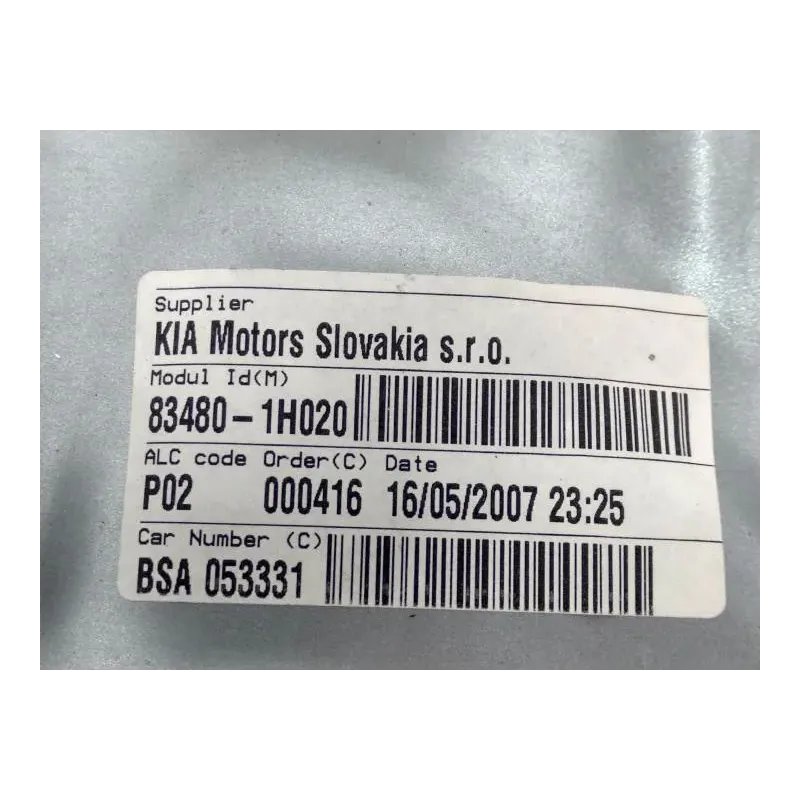 Supplier
KIA Motors Slovakia s.r.o.
Modul Id(M)
83480-1H020
ALC code Order(C) Date
P02 000416 16/05/2007 23:25
Car Number (C)
BSA 053331